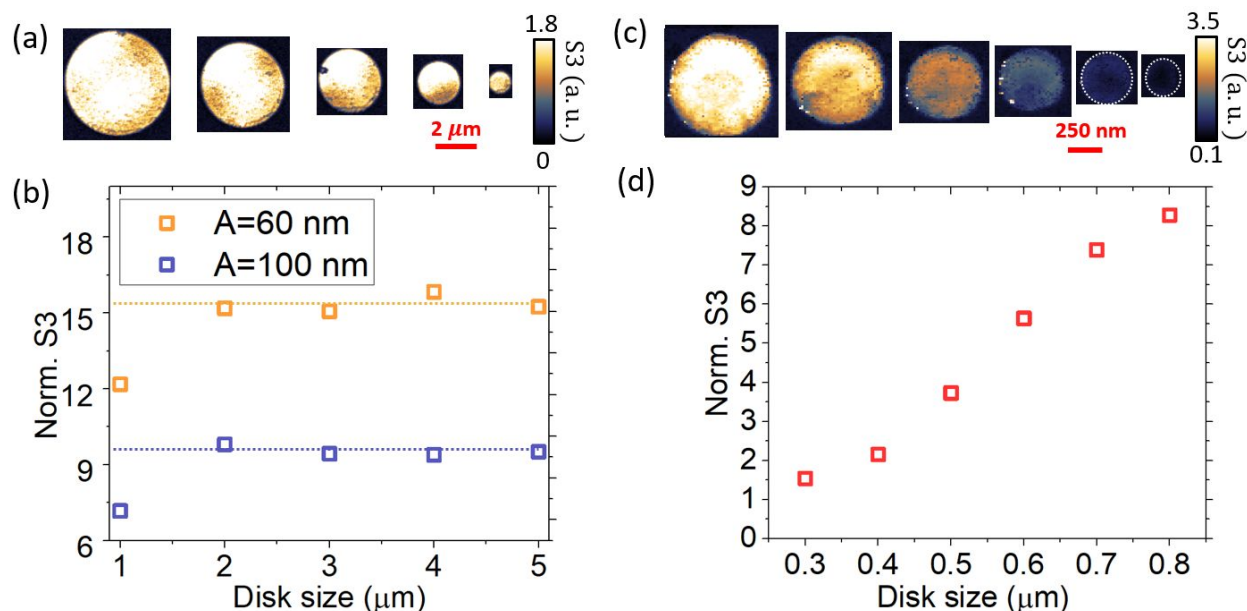 (a)
1.8
S3 (a. u.)
0
2 μm
(c)
3.5
S3 (a. u.)
0.1
250 nm
(b)
A=60 nm
A=100 nm
18
15
12
9
6
Norm. S3
1 2 3 4 5
Disk size (μm)
(d)
9
8
7
6
5
4
3
2
1
0
Norm. S3
0.3 0.4 0.5 0.6 0.7 0.8
Disk size (μm)